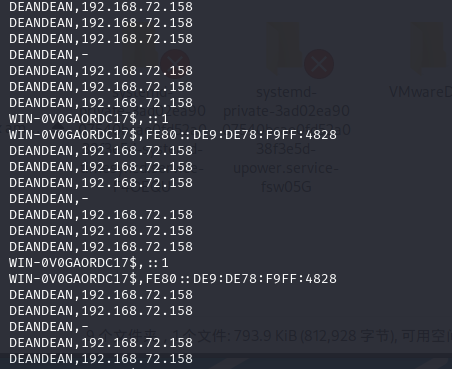 DEANDEAN,192.168.72.158
DEANDEAN,192.168.72.158
DEANDEAN,192.168.72.158
DEANDEAN,-
DEANDEAN,192.168.72.158
DEANDEAN,192.168.72.158
DEANDEAN,192.168.72.158
WIN-0V0GAORDC17$,::1
WIN-0V0GAORDC17$,FE80::DE9:DE78:F9FF:4828
DEANDEAN,192.168.72.158
DEANDEAN,192.168.72.158
DEANDEAN,192.168.72.158
DEANDEAN,-
DEANDEAN,192.168.72.158
DEANDEAN,192.168.72.158
DEANDEAN,192.168.72.158
WIN-0V0GAORDC17$,::1
WIN-0V0GAORDC17$,FE80::DE9:DE78:F9FF:4828
DEANDEAN,192.168.72.158
DEANDEAN,192.168.72.158
DEANDEAN,-
DEANDEAN,192.168.72.158
DEANDEAN,192.168.72.158
systemd-
private-3ad02ea90
38f3e5d-
upower.service-
fsw05G
VMwareD
个文件: 793.9 KiB (812,928 字节), 可用空